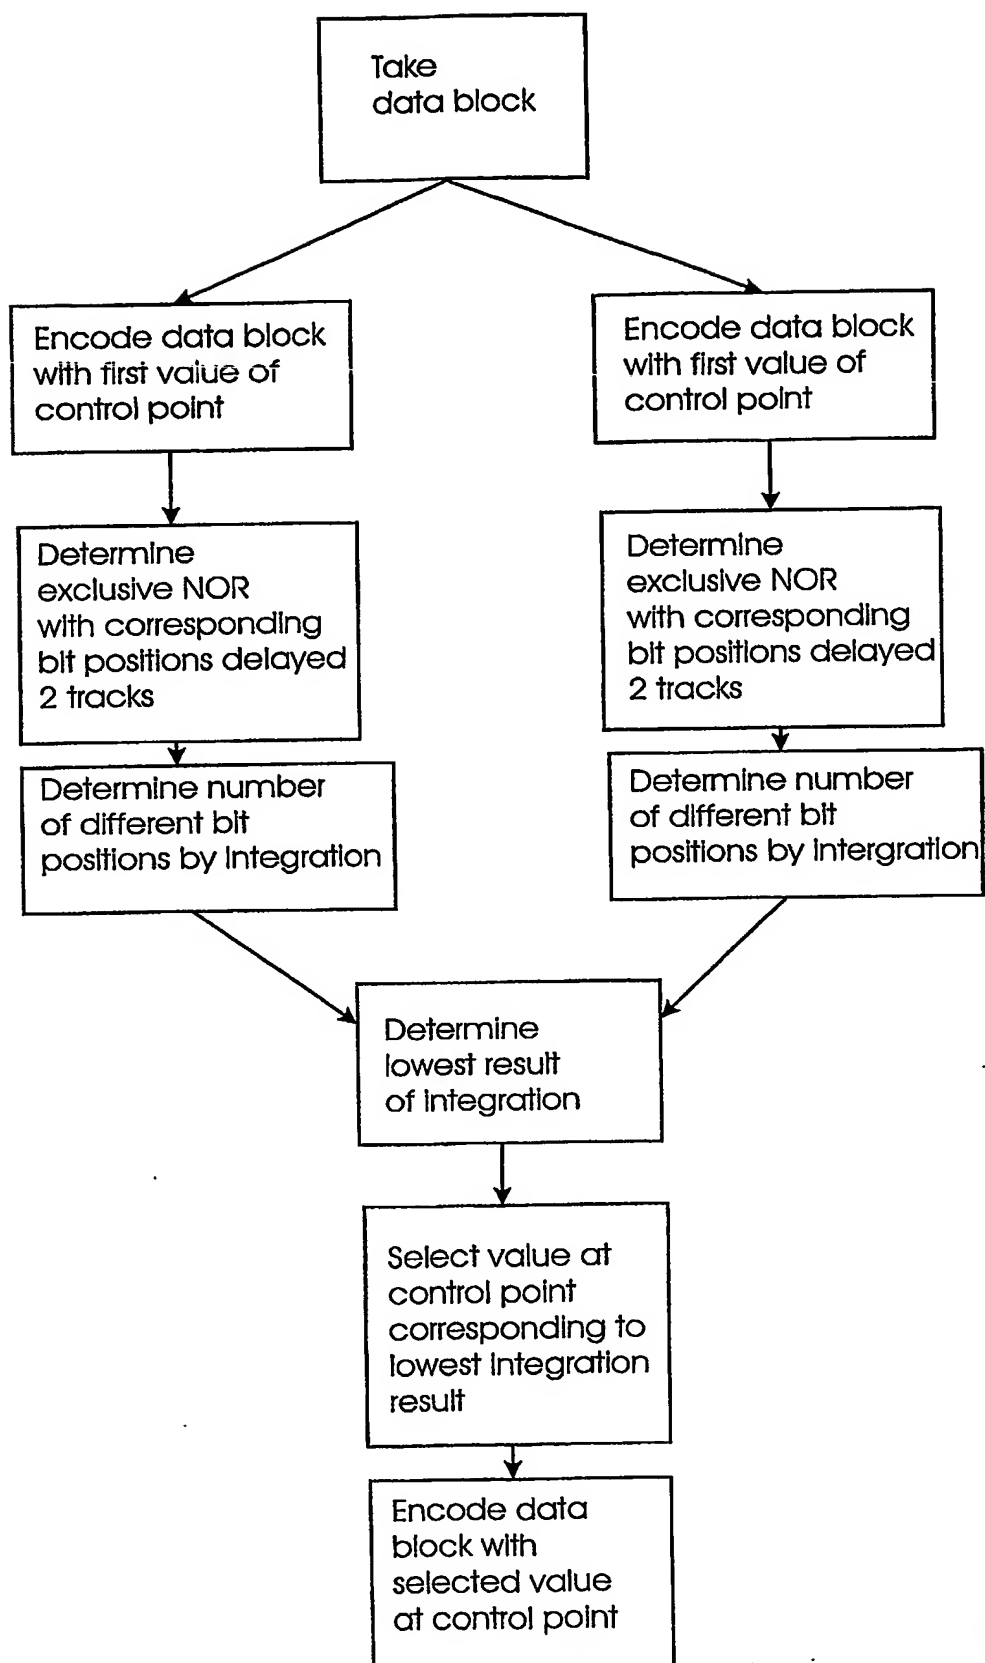 Take
data block
Encode data block
with first value of
control point
Encode data block
with first value of
control point
Determine
exclusive NOR
with corresponding
bit positions delayed
2 tracks
Determine
exclusive NOR
with corresponding
bit positions delayed
2 tracks
Determine number
of different bit
positions by integration
Determine number
of different bit
positions by intergration
Determine
lowest result
of integration
Select value at
control point
corresponding to
lowest integration
result
Encode data
block with
selected value
at control point